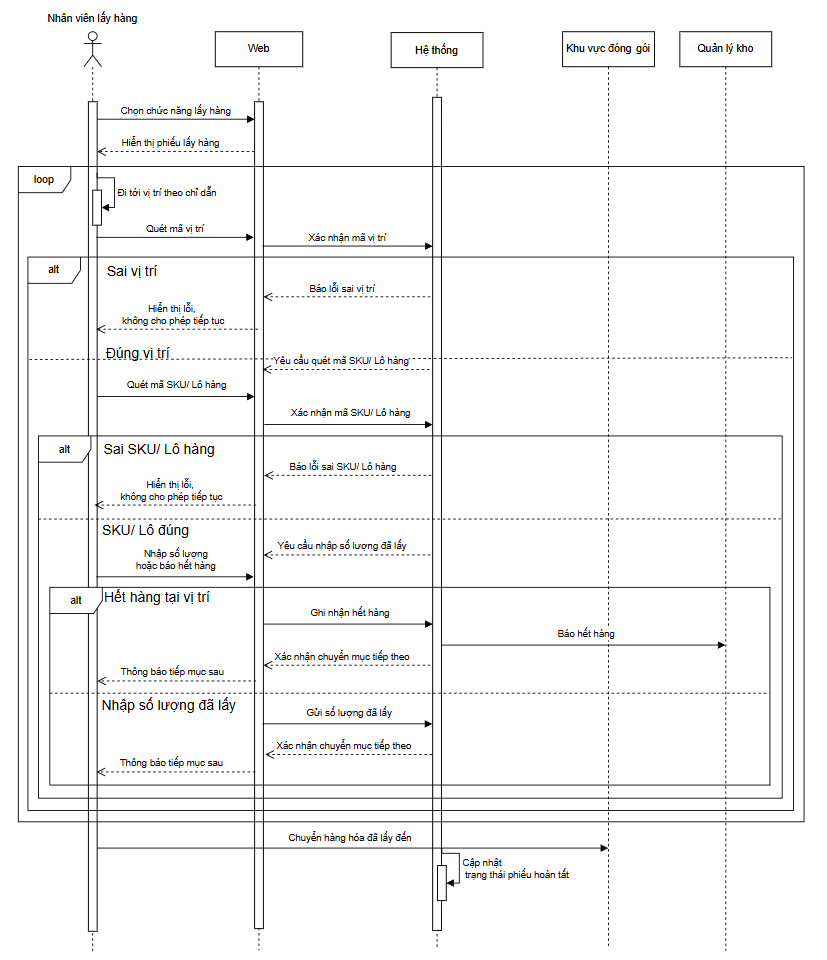 Nhân viên lấy hàng
Web
Hệ thống
Khu vực đóng gói
Quản lý kho
Chọn chức năng lấy hàng
Hiển thị phiếu lấy hàng
loop
Đi tới vị trí theo chỉ dẫn
Quét mã vị trí
Xác nhận mã vị trí
alt
Sai vị trí
Báo lỗi sai vị trí
Hiển thị lỗi,
không cho phép tiếp tục
Đúng vị trí
Yêu cầu quét mã SKU/ Lô hàng
Quét mã SKU/ Lô hàng
Xác nhận mã SKU/ Lô hàng
alt
Sai SKU/ Lô hàng
Báo lỗi sai SKU/ Lô hàng
Hiển thị lỗi,
không cho phép tiếp tục
SKU/ Lô đúng
Yêu cầu nhập số lượng đã lấy
Nhập số lượng
hoặc báo hết hàng
alt
Hết hàng tại vị trí
Ghi nhận hết hàng
Báo hết hàng
Xác nhận chuyển mục tiếp theo
Thông báo tiếp mục sau
Nhập số lượng đã lấy
Gửi số lượng đã lấy
Xác nhận chuyển mục tiếp theo
Thông báo tiếp mục sau
Chuyển hàng hóa đã lấy đến
Cập nhật
trạng thái phiếu hoàn tất